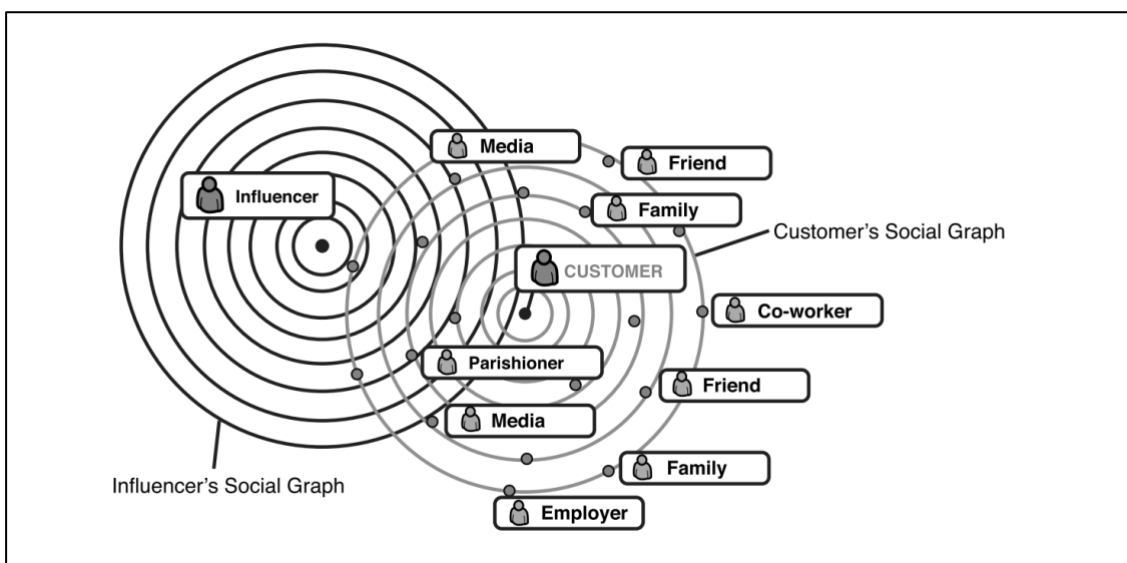 Media
Friend
Influencer
Family
Customer's Social Graph
CUSTOMER
Co-worker
Parishioner
Friend
Media
Family
Influencer's Social Graph
Employer